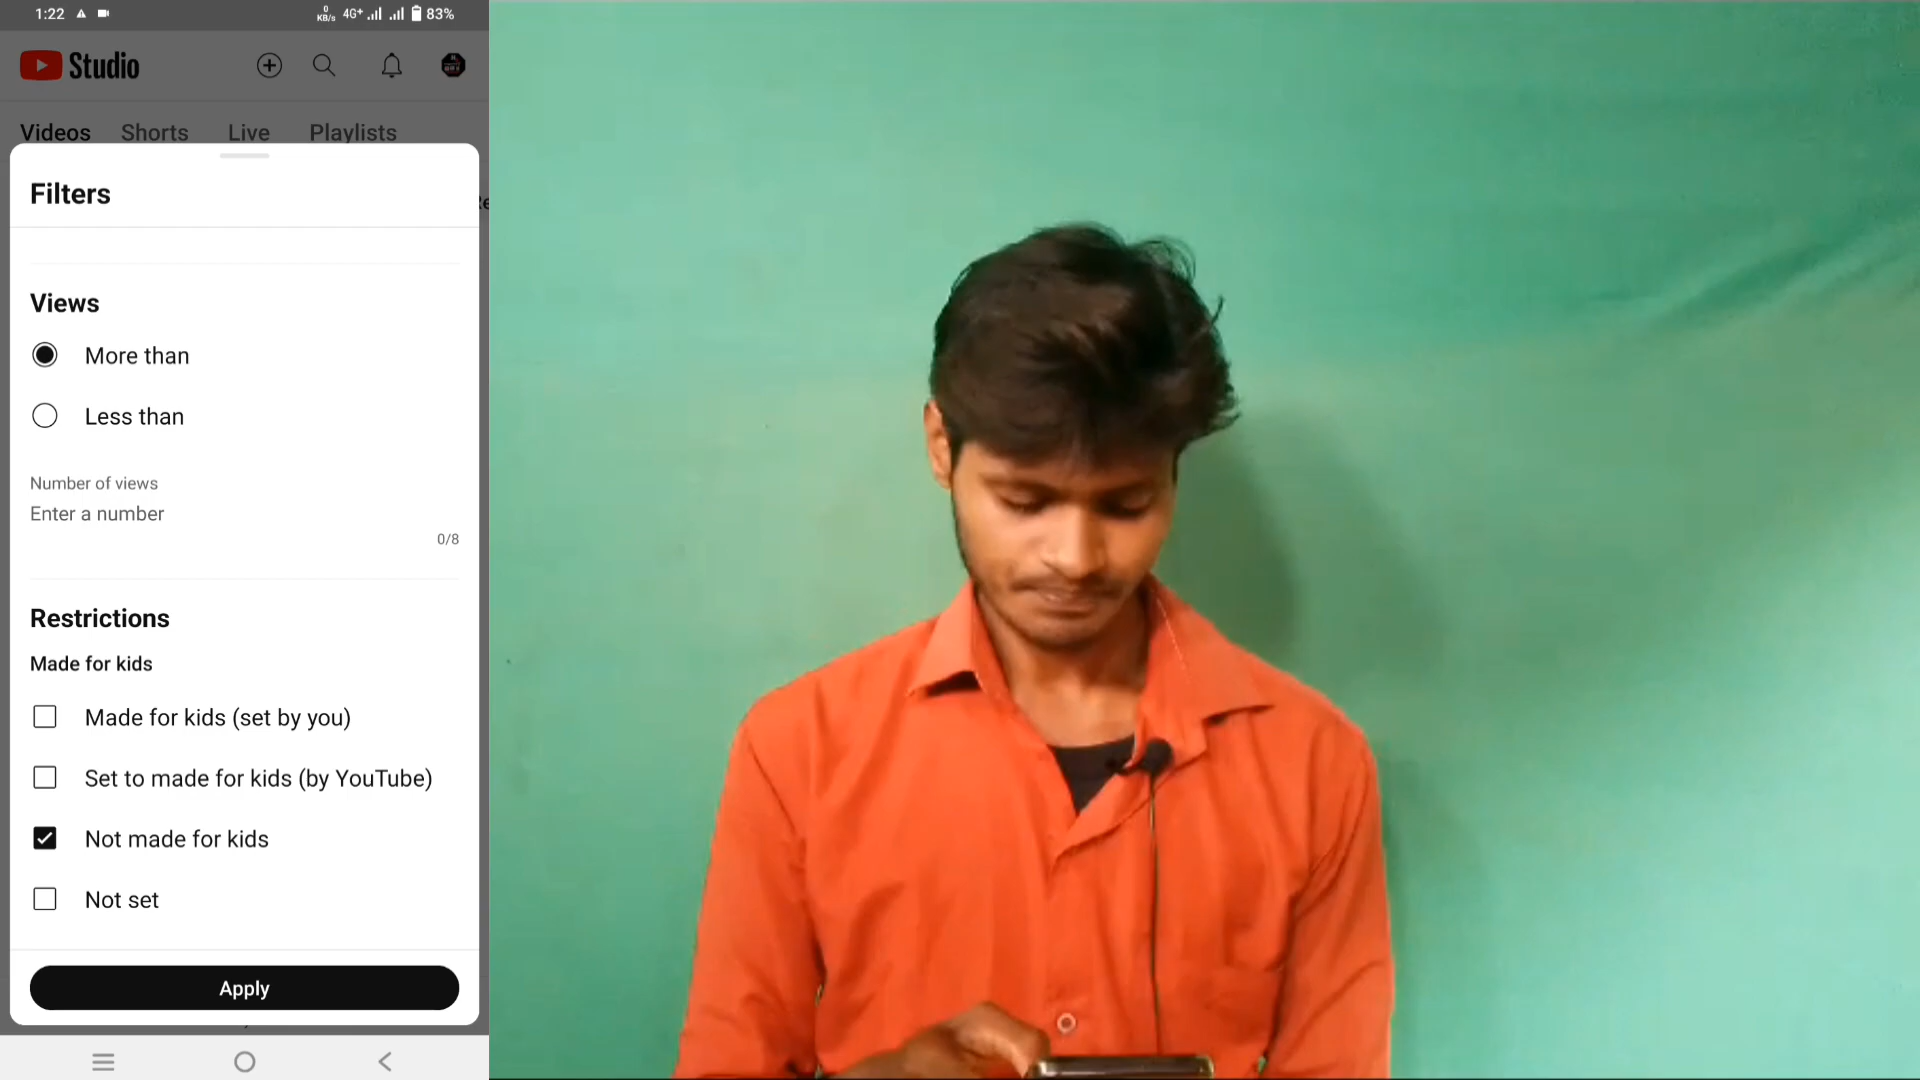 1:22 0 KB/s 4G+ 83%
Studio
Videos Shorts Live Playlists
Filters
Views
More than
Less than
Number of views
Enter a number
0/8
Restrictions
Made for kids
Made for kids (set by you)
Set to made for kids (by YouTube)
Not made for kids
Not set
Apply